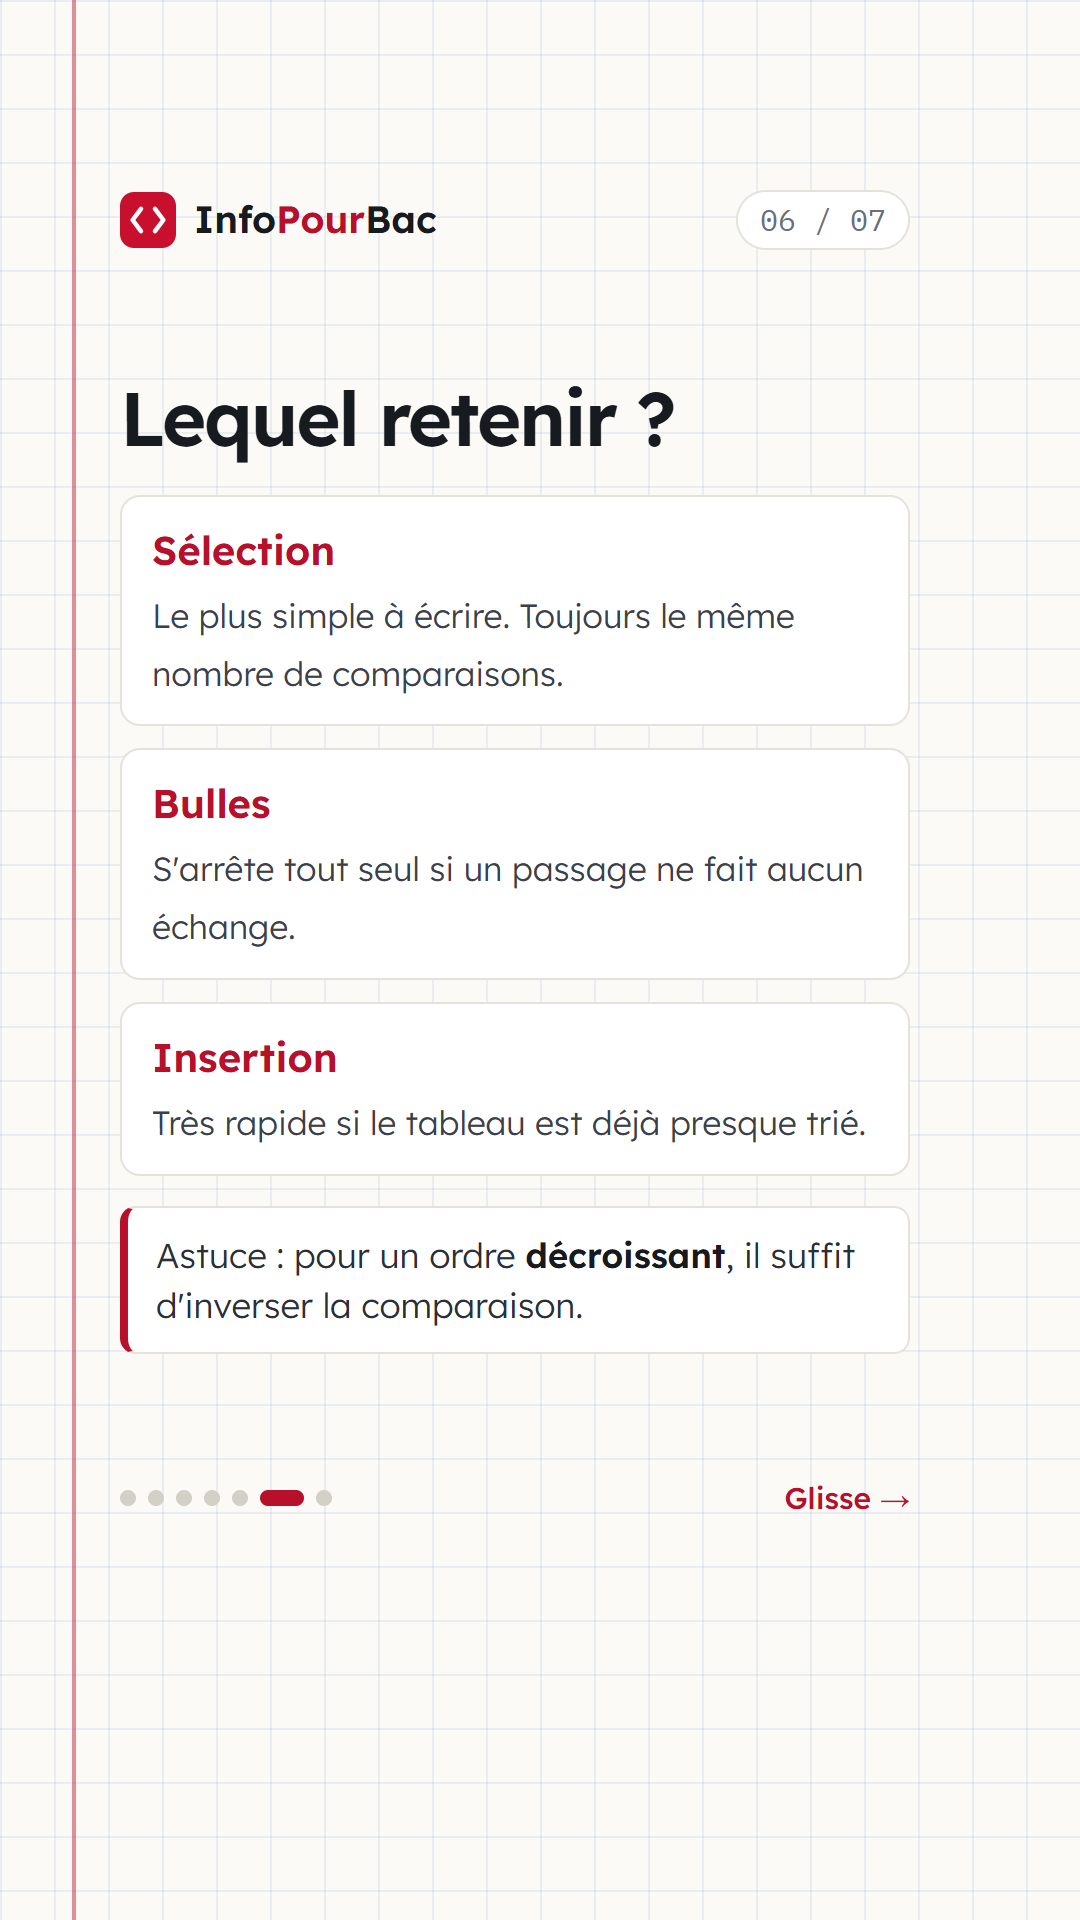 InfoPourBac
06 / 07
Lequel retenir ?
Sélection
Le plus simple à écrire. Toujours le même
nombre de comparaisons.
Bulles
S'arrête tout seul si un passage ne fait aucun
échange.
Insertion
Très rapide si le tableau est déjà presque trié.
Astuce : pour un ordre décroissant, il suffit
d'inverser la comparaison.
Glisse →